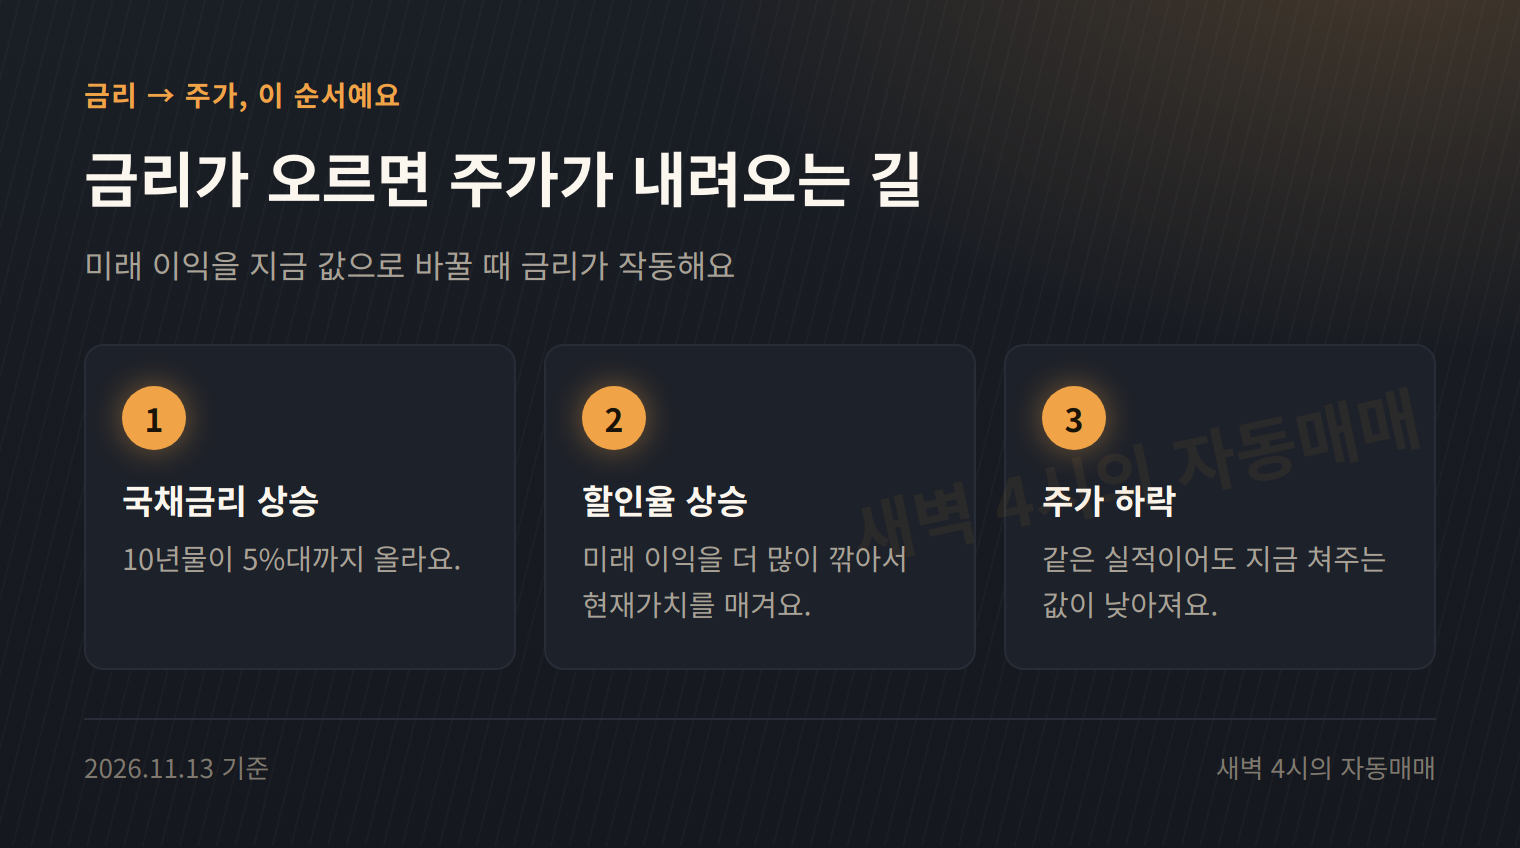 금리 → 주가, 이 순서예요
금리가 오르면 주가가 내려오는 길
미래 이익을 지금 값으로 바꿀 때 금리가 작동해요
1
국채금리 상승
10년물이 5%대까지 올라요.
2
할인율 상승
미래 이익을 더 많이 깎아서
현재가치를 매겨요.
3
주가 하락
같은 실적이어도 지금 쳐주는
값이 낮아져요.
새벽 4시의 자동매매
2026.11.13 기준
새벽 4시의 자동매매